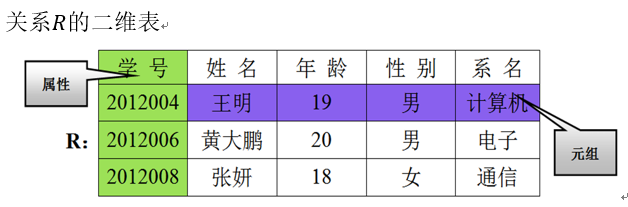 关系R的二维表
属性
学 号 姓 名 年 龄 性 别 系 名
2012004 王明 19 男 计算机
R： 2012006 黄大鹏 20 男 电子
2012008 张妍 18 女 通信
元组